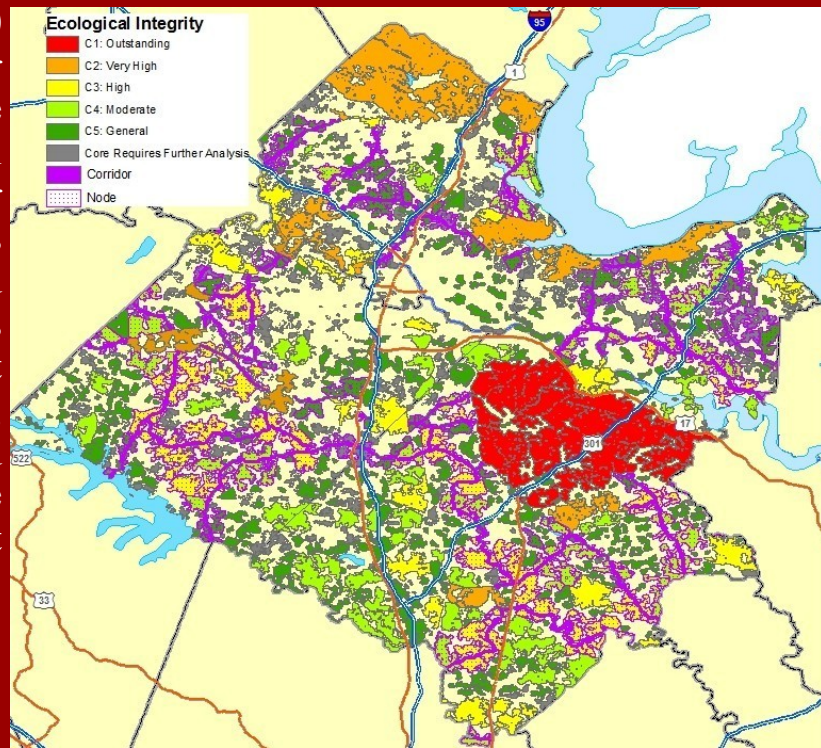 Ecological Integrity
C1: Outstanding
C2: Very High
C3: High
C4: Moderate
C5: General
Core Requires Further Analysis
Corridor
Node
95
1
301
17
522
33